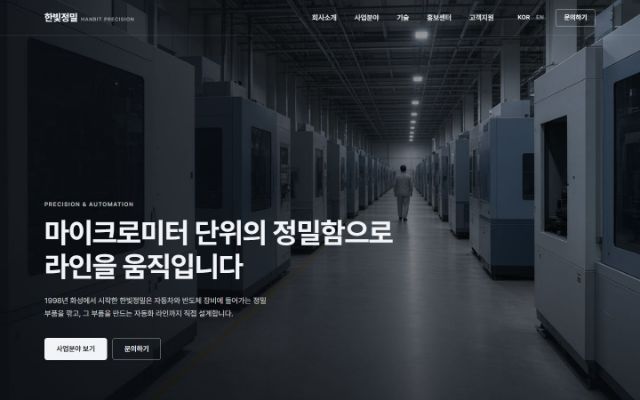 한빛정밀 HANBIT PRECISION
회사소개 사업분야 기술 홍보센터 고객지원 KOR EN 문의하기
PRECISION & AUTOMATION
마이크로미터 단위의 정밀함으로
라인을 움직입니다
1998년 화성에서 시작한 한빛정밀은 자동차와 반도체 장비에 들어가는 정밀
부품을 깎고, 그 부품을 만드는 자동화 라인까지 직접 설계합니다.
사업분야 보기 문의하기